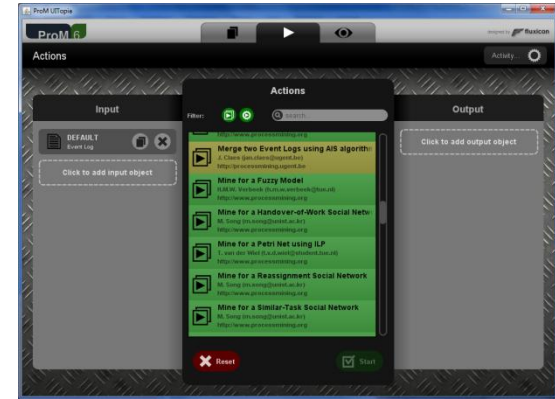 ProM UITopia
ProM 6
designed by fluxicon
Actions
Activity...
Input
DEFAULT
Event Log
Click to add input object
Actions
Filter:
search...
http://www.processmining.org
Merge two Event Logs using AIS algorithm
J. Claes (jan.claes@ugent.be)
http://processmining.ugent.be
Mine for a Fuzzy Model
H.M.W. Verbeek (h.m.w.verbeek@tue.nl)
http://www.processmining.org
Mine for a Handover-of-Work Social Netw
M. Song (m.song@unist.ac.kr)
http://www.processmining.org
Mine for a Petri Net using ILP
T. van der Wiel (t.v.d.wiel@student.tue.nl)
http://www.processmining.org
Mine for a Reassignment Social Network
M. Song (m.song@unist.ac.kr)
http://www.processmining.org
Mine for a Similar-Task Social Network
M. Song (m.song@unist.ac.kr)
http://www.processmining.org
Reset
Start
Output
Click to add output object